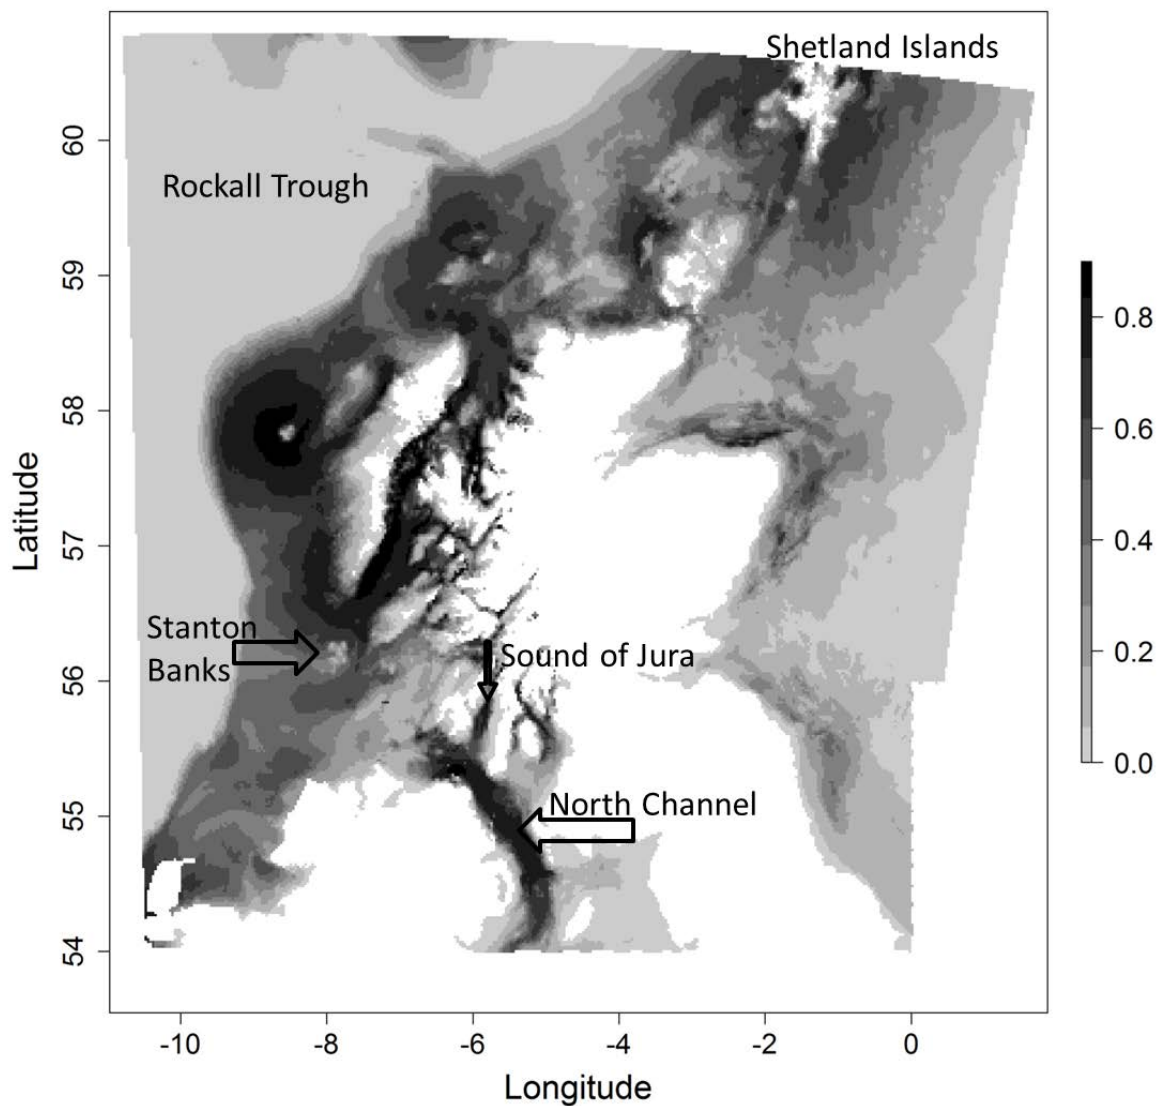 Shetland Islands
60
Rockall Trough
59
0.8
58
0.6
Latitude
57
0.4
Stanton
Banks
Sound of Jura
56
0.2
0.0
55
North Channel
54
-10
-8
-6
-4
-2
0
Longitude